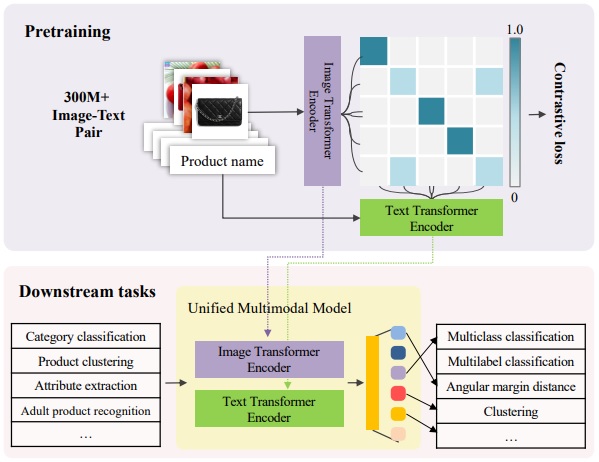 Pretraining
300M+
Image-Text
Pair
Product name
Image Transformer
Encoder
1.0
0
Contrastive loss
Text Transformer
Encoder
Downstream tasks
Category classification
Product clustering
Attribute extraction
Adult product recognition
…
Unified Multimodal Model
Image Transformer
Encoder
Text Transformer
Encoder
Multiclass classification
Multilabel classification
Angular margin distance
Clustering
…